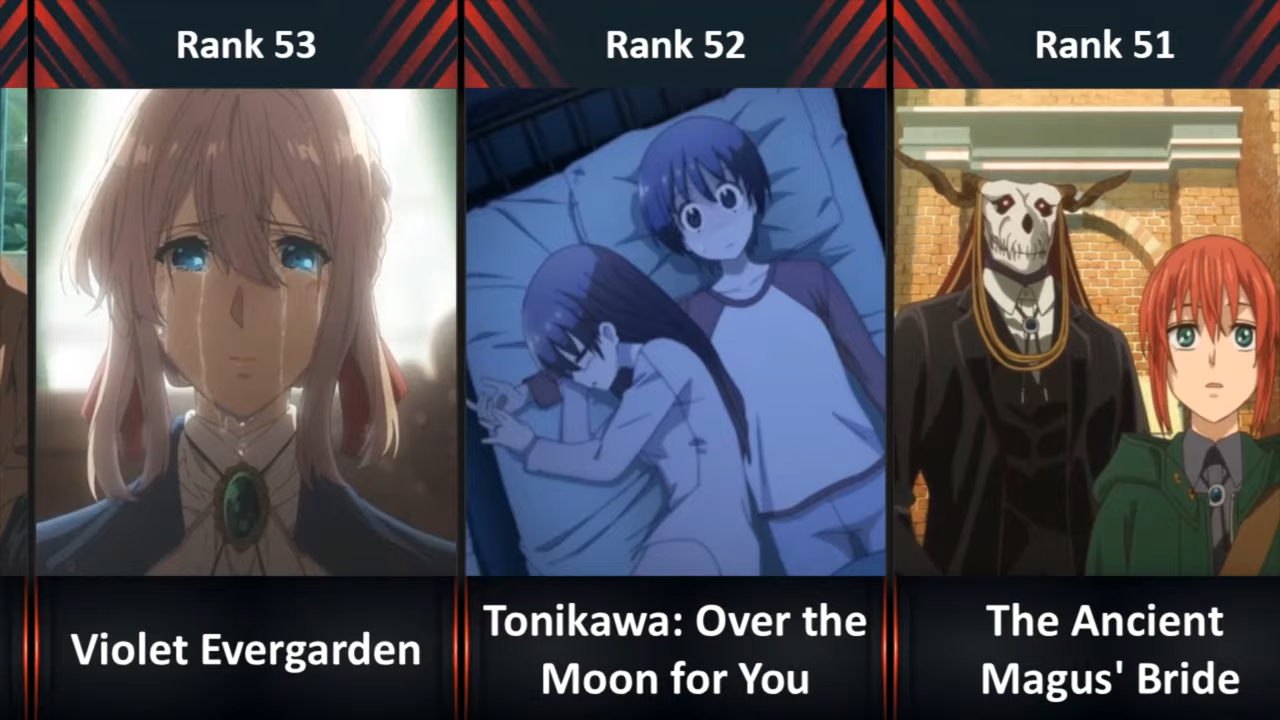 Rank 53
Violet Evergarden
Rank 52
Tonikawa: Over the
Moon for You
Rank 51
The Ancient
Magus' Bride